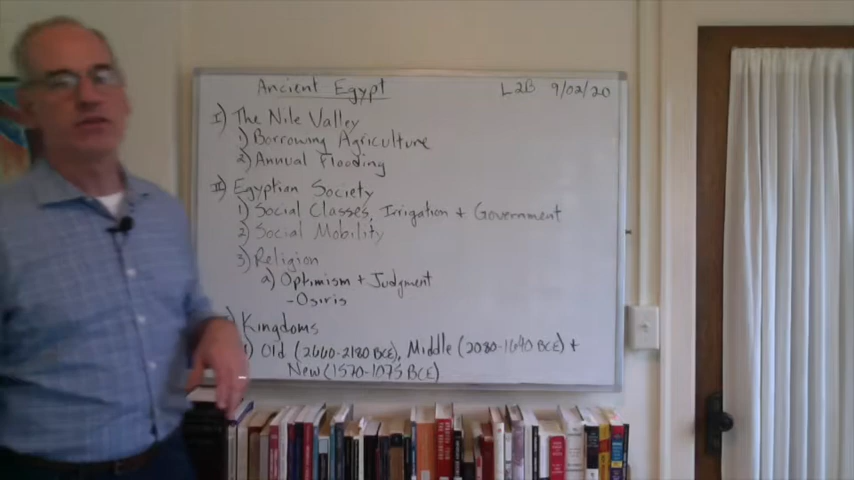 Ancient Egypt L2B 9/02/20
I) The Nile Valley
1) Borrowing Agriculture
2) Annual Flooding
II) Egyptian Society
1) Social Classes, Irrigation + Government
2) Social Mobility
3) Religion
a) Optimism + Judgment
- Osiris
) Kingdoms
) Old (2660-2180 BCE), Middle (2080-1640 BCE) +
New (1570-1075 BCE)